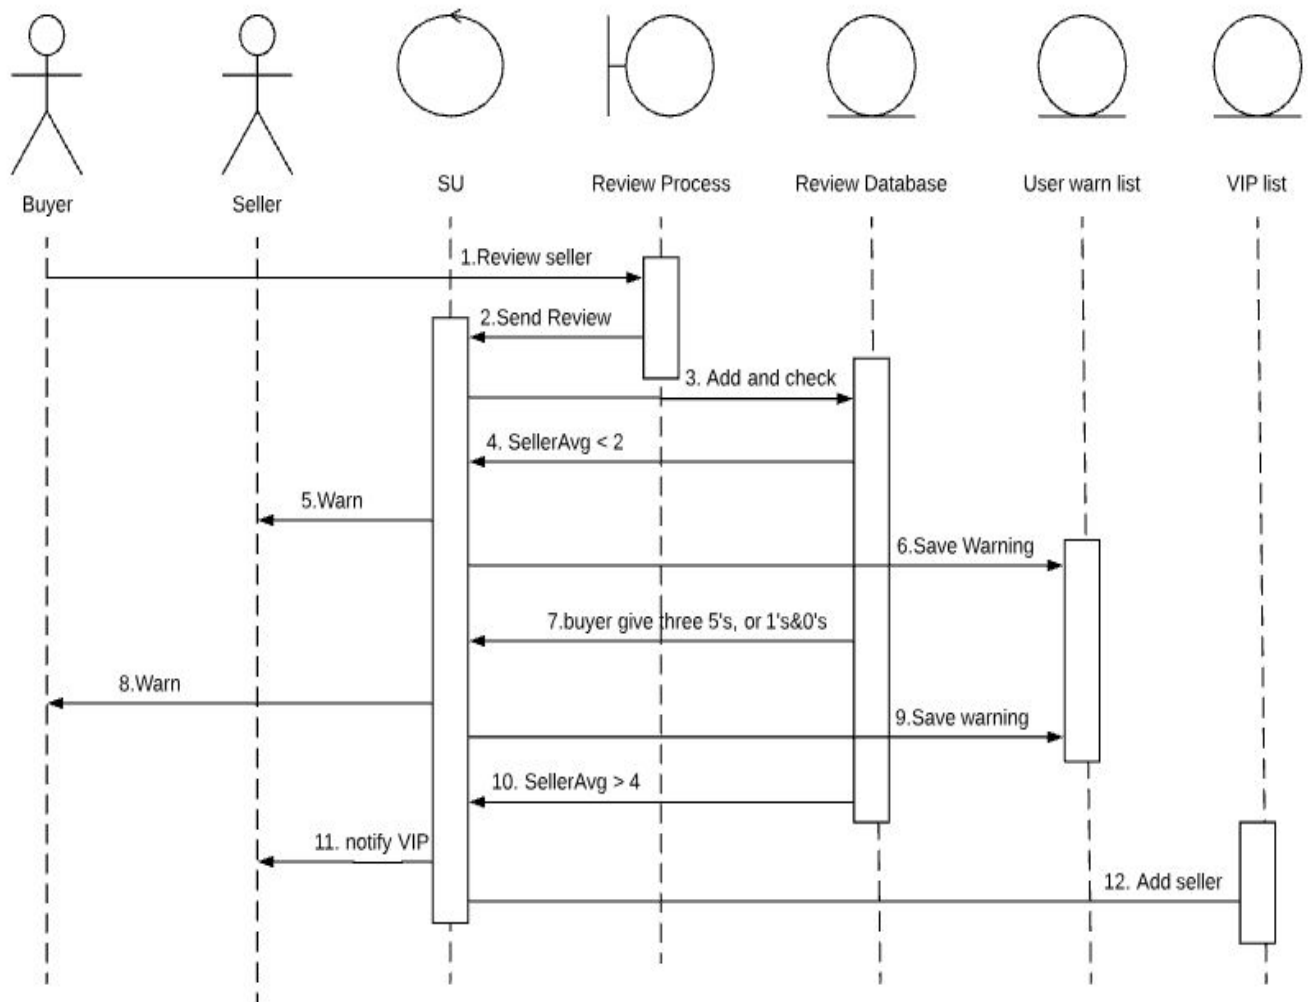 SU
Review Process
Review Database
User warn list
VIP list
Buyer
Seller
1.Review seller
2.Send Review
3. Add and check
4. SellerAvg < 2
5.Warn
6.Save Warning
7.buyer give three 5's, or 1's&0's
8.Warn
9.Save warning
10. SellerAvg > 4
11. notify VIP
12. Add seller